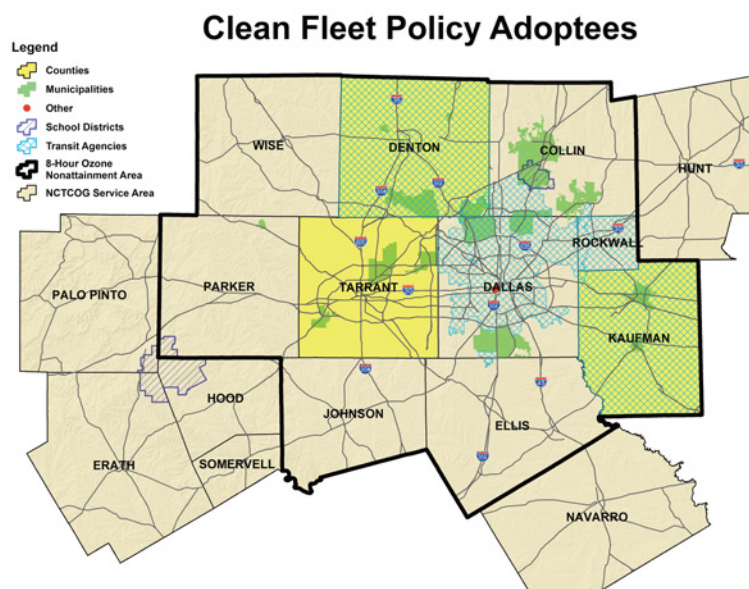 Clean Fleet Policy Adoptees
Legend
Counties
Municipalities
Other
School Districts
Transit Agencies
8-Hour Ozone
Nonattainment Area
NCTCOG Service Area
WISE
DENTON
COLLIN
HUNT
ROCKWALL
PALO PINTO
PARKER
TARRANT
DALLAS
KAUFMAN
HOOD
JOHNSON
ELLIS
ERATH
SOMERVELL
NAVARRO